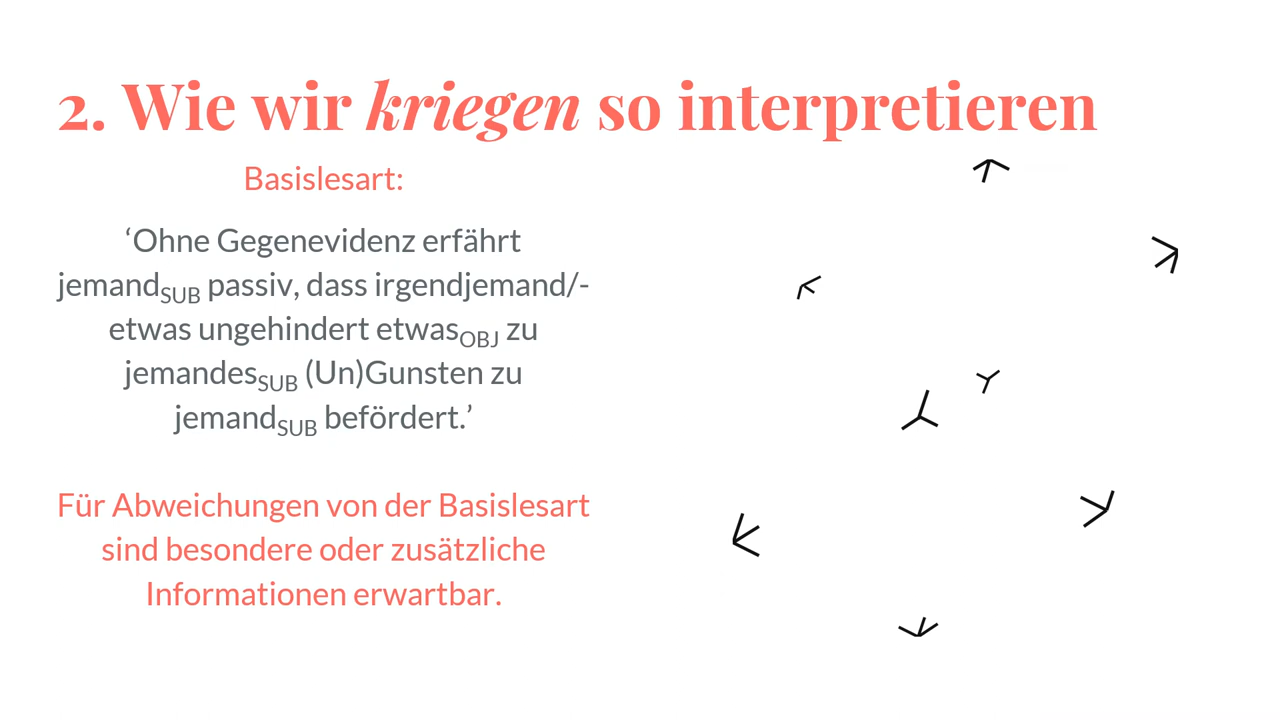 2. Wie wir kriegen so interpretieren
Basislesart:
‘Ohne Gegenevidenz erfährt
jemandSUB passiv, dass irgendjemand/-
etwas ungehindert etwasOBJ zu
jemandesSUB (Un)Gunsten zu
jemandSUB befördert.’
Für Abweichungen von der Basislesart
sind besondere oder zusätzliche
Informationen erwartbar.